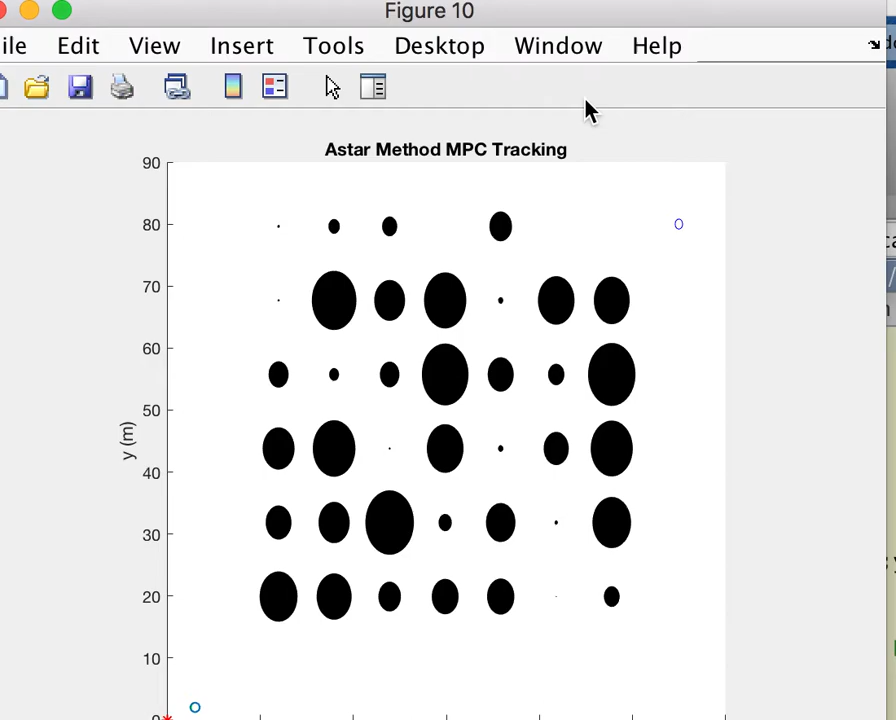 Figure 10
ile Edit View Insert Tools Desktop Window Help
Astar Method MPC Tracking
90
80
70
60
50
40
30
20
10
y (m)